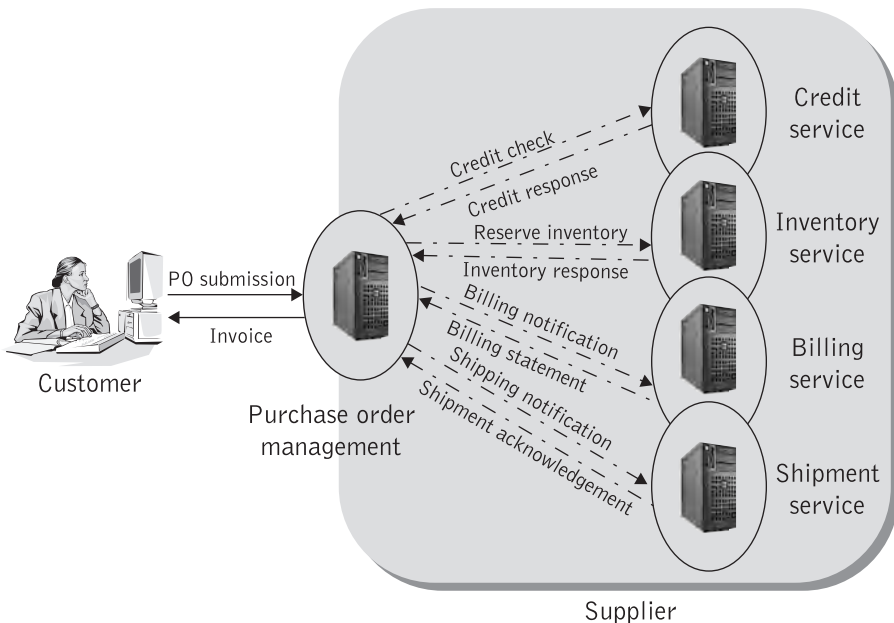 Credit check
Credit response
Reserve inventory
Inventory response
Billing notification
Billing statement
Shipping notification
Shipment acknowledgement
PO submission
Invoice
Customer
Purchase order
management
Credit
service
Inventory
service
Billing
service
Shipment
service
Supplier